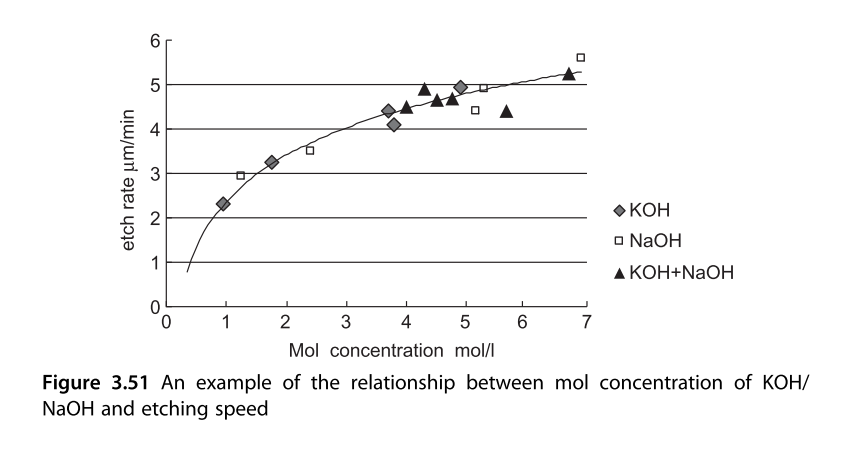 6
5
4
3
2
1
0
etch rate μm/min
0 1 2 3 4 5 6 7
Mol concentration mol/l
KOH
NaOH
KOH+NaOH
Figure 3.51 An example of the relationship between mol concentration of KOH/
NaOH and etching speed